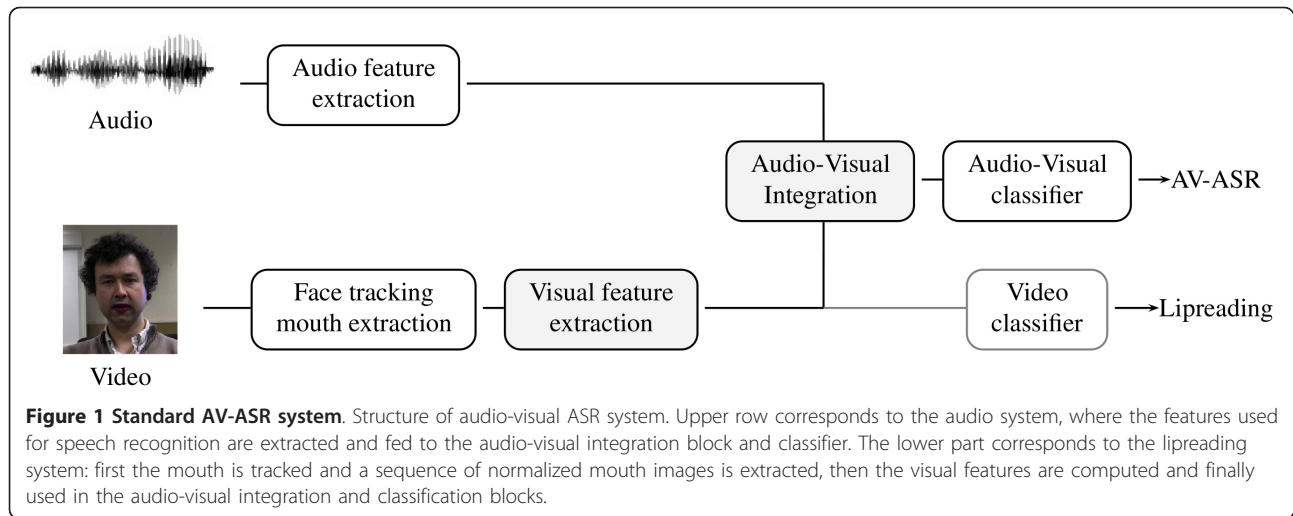 Audio
Audio feature
extraction
Audio-Visual
Integration
Audio-Visual
classifier
AV-ASR
Video
Face tracking
mouth extraction
Visual feature
extraction
Video
classifier
Lipreading
Figure 1 Standard AV-ASR system. Structure of audio-visual ASR system. Upper row corresponds to the audio system, where the features used
for speech recognition are extracted and fed to the audio-visual integration block and classifier. The lower part corresponds to the lipreading
system: first the mouth is tracked and a sequence of normalized mouth images is extracted, then the visual features are computed and finally
used in the audio-visual integration and classification blocks.